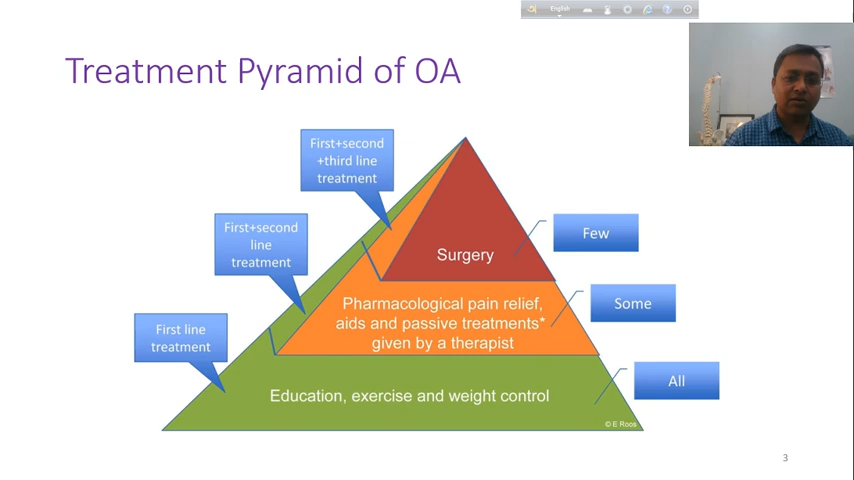 অ English
Treatment Pyramid of OA
First+second
+third line
treatment
First+second
line
treatment
First line
treatment
Surgery
Few
Pharmacological pain relief,
aids and passive treatments*
given by a therapist
Some
Education, exercise and weight control
All
© E Roos
3